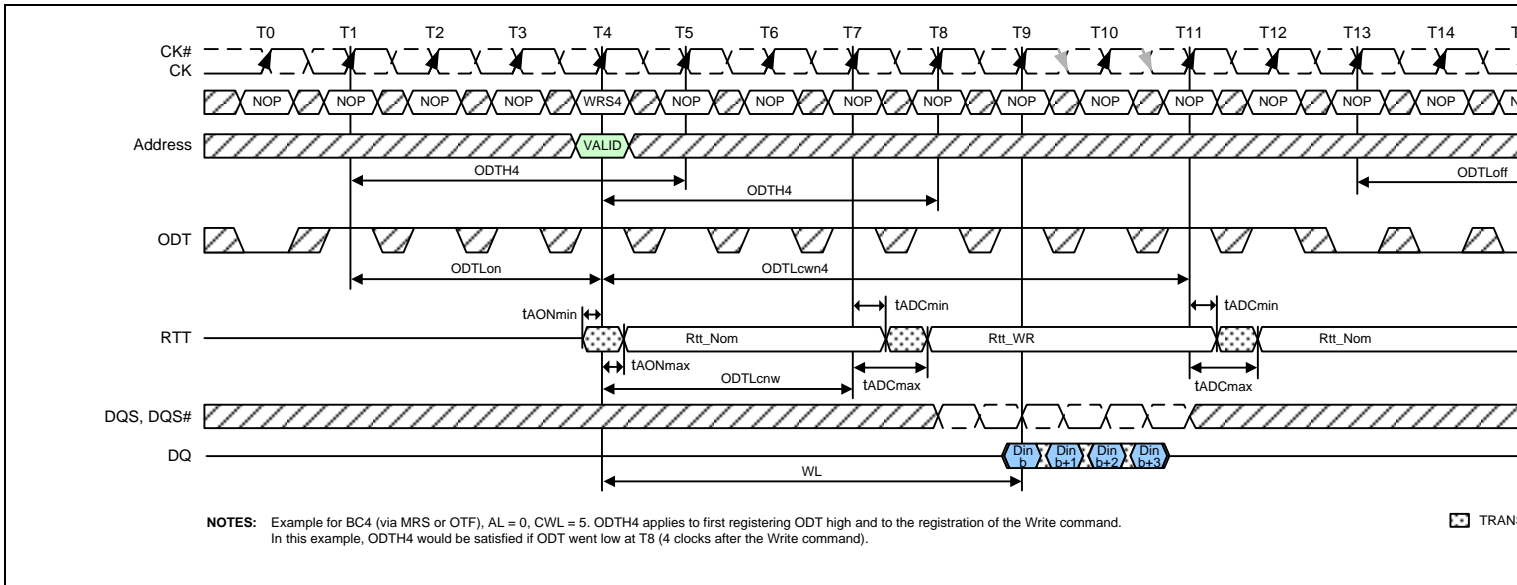 T0 T1 T2 T3 T4 T5 T6 T7 T8 T9 T10 T11 T12 T13 T14
CK#
CK
NOP NOP NOP NOP WRS4 NOP NOP NOP NOP NOP NOP NOP NOP NOP NOP
Address VALID
ODTH4
ODTH4
ODTLoff
ODT
ODTLon ODTLcwn4
tAONmin tADCmin tADCmin
RTT Rtt_Nom Rtt_WR Rtt_Nom
tAONmax tADCmax tADCmax
ODTLcnw
DQS, DQS#
DQ Din b Din b+1 Din b+2 Din b+3
WL
NOTES: Example for BC4 (via MRS or OTF), AL = 0, CWL = 5. ODTH4 applies to first registering ODT high and to the registration of the Write command.
In this example, ODTH4 would be satisfied if ODT went low at T8 (4 clocks after the Write command).